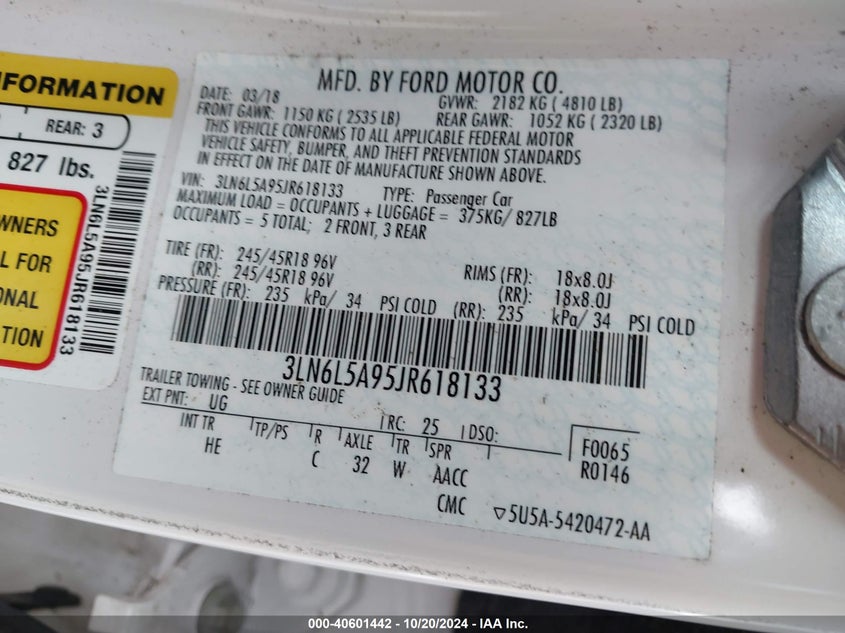 NFORMATION
REAR: 3
827 lbs.
3LN6L5A95JR618133
WNERS
L FOR
ONAL
TION
MFD. BY FORD MOTOR CO.
DATE: 03/18 GVWR: 2182 KG ( 4810 LB)
FRONT GAWR: 1150 KG ( 2535 LB) REAR GAWR: 1052 KG ( 2320 LB)
THIS VEHICLE CONFORMS TO ALL APPLICABLE FEDERAL MOTOR
VEHICLE SAFETY, BUMPER, AND THEFT PREVENTION STANDARDS
IN EFFECT ON THE DATE OF MANUFACTURE SHOWN ABOVE.
VIN: 3LN6L5A95JR618133 TYPE: Passenger Car
MAXIMUM LOAD = OCCUPANTS + LUGGAGE = 375KG/ 827LB
OCCUPANTS = 5 TOTAL; 2 FRONT, 3 REAR
TIRE (FR): 245/45R18 96V RIMS (FR): 18x8.0J
(RR): 245/45R18 96V (RR): 18x8.0J
PRESSURE (FR): 235 kPa/ 34 PSI COLD (RR): 235 kPa/ 34 PSI COLD
3LN6L5A95JR618133
TRAILER TOWING - SEE OWNER GUIDE
EXT PNT: UG RC: 25 DSO: F0065
INT TR TP/PS R AXLE TR SPR R0146
HE C 32 W AACC
CMC ▽5U5A-5420472-AA
000-40601442 - 10/20/2024 - IAA Inc.